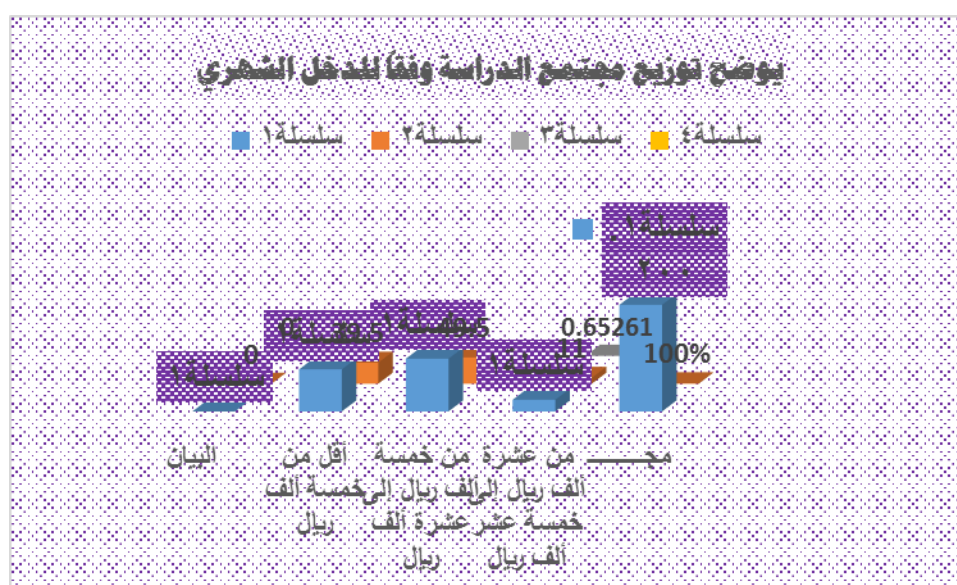 يوضح توزيع مجتمع الدراسة وفقاً للدخل الشهري
سلسلة١ سلسلة٢ سلسلة٣ سلسلة٤
سلسلة١
٢٠٠
0.65261
11
100%
سلسلة١
سلسلة١
سلسلة١
0
سلسلة١
البيان
أقل من
خمسة ألف
ريال
من خمسة
ألف ريال إلى
عشرة ألف
ريال
من عشرة
ألف ريال إلى
خمسة عشر
ألف ريال
مجـــــــ